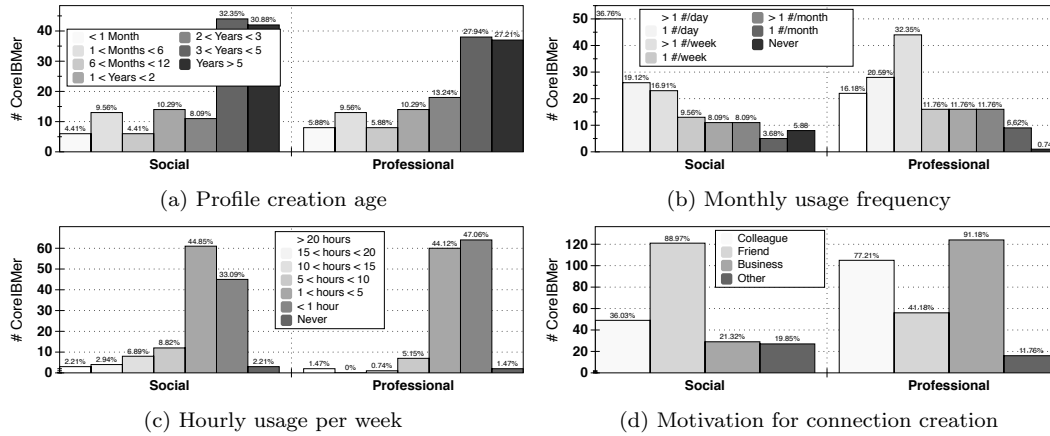 # CoreIBMer
40
30
20
10
0
4.41%
9.56%
4.41%
10.29%
8.09%
32.35%
30.88%
5.88%
9.56%
5.88%
10.29%
13.24%
27.94%
27.21%
< 1 Month
1 < Months < 6
6 < Months < 12
1 < Years < 2
2 < Years < 3
3 < Years < 5
Years > 5
Social
Professional
(a) Profile creation age
# CoreIBMer
50
40
30
20
10
0
36.76%
19.12%
16.91%
9.56%
8.09%
8.09%
3.68%
5.88
16.18%
20.59%
32.35%
11.76%
11.76%
11.76%
6.62%
0.74
> 1 #/day
1 #/day
> 1 #/week
1 #/week
> 1 #/month
1 #/month
Never
Social
Professional
(b) Monthly usage frequency
# CoreIBMer
60
50
40
30
20
10
0
2.21%
2.94%
6.89%
8.82%
44.85%
33.09%
2.21%
1.47%
0%
0.74%
5.15%
44.12%
47.06%
1.47%
> 20 hours
15 < hours < 20
10 < hours < 15
5 < hours < 10
1 < hours < 5
< 1 hour
Never
Social
Professional
(c) Hourly usage per week
# CoreIBMer
120
100
80
60
40
20
0
36.03%
88.97%
21.32%
19.85%
77.21%
41.18%
91.18%
11.76%
Colleague
Friend
Business
Other
Social
Professional
(d) Motivation for connection creation